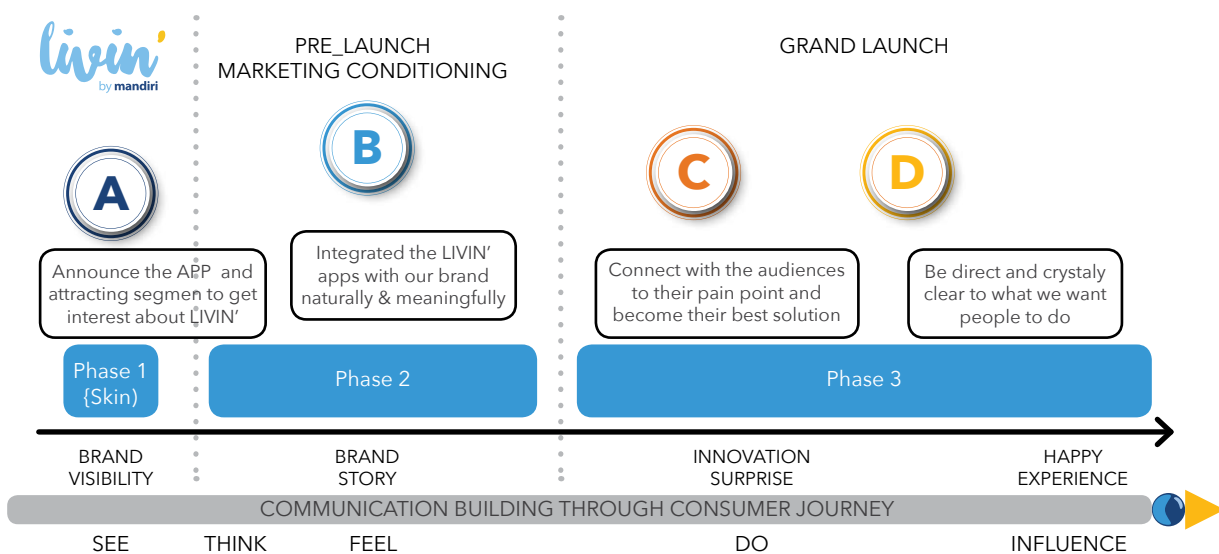 livin'
by mandiri
PRE_LAUNCH
MARKETING CONDITIONING
GRAND LAUNCH
A
B
C
D
Announce the APP and
attracting segmen to get
interest about LIVIN'
Integrated the LIVIN'
apps with our brand
naturally & meaningfully
Connect with the audiences
to their pain point and
become their best solution
Be direct and crystaly
clear to what we want
people to do
Phase 1
{Skin)
Phase 2
Phase 3
BRAND
VISIBILITY
BRAND
STORY
INNOVATION
SURPRISE
HAPPY
EXPERIENCE
COMMUNICATION BUILDING THROUGH CONSUMER JOURNEY
SEE THINK FEEL DO INFLUENCE